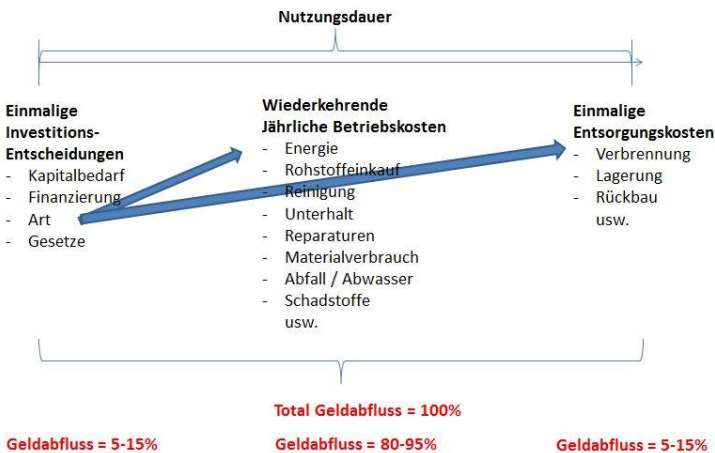 Nutzungsdauer
Einmalige
Investitions-
Entscheidungen
- Kapitalbedarf
- Finanzierung
- Art
- Gesetze
Wiederkehrende
Jährliche Betriebskosten
- Energie
- Rohstoffeinkauf
- Reinigung
- Unterhalt
- Reparaturen
- Materialverbrauch
- Abfall / Abwasser
- Schadstoffe
usw.
Einmalige
Entsorgungskosten
- Verbrennung
- Lagerung
- Rückbau
usw.
Total Geldabfluss = 100%
Geldabfluss = 5-15%
Geldabfluss = 80-95%
Geldabfluss = 5-15%